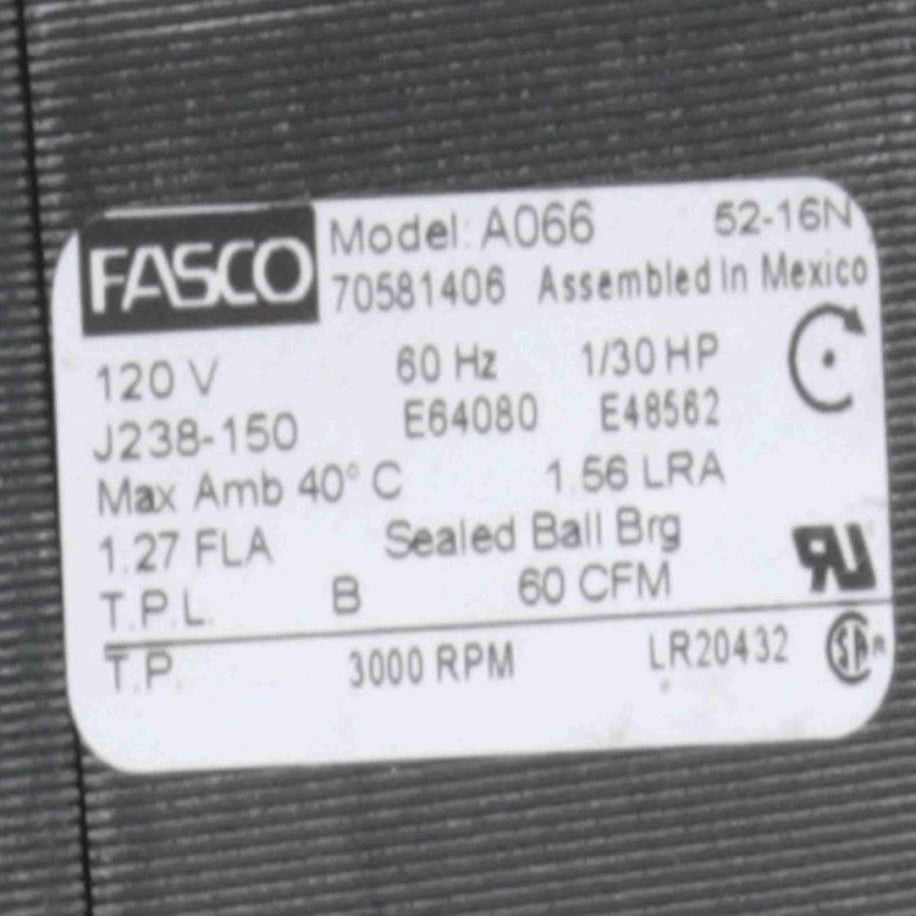 FASCO Model: A066 52-16N
70581406 Assembled In Mexico
120 V 60 Hz 1/30 HP
J238-150 E64080 E48562
Max Amb 40° C 1.56 LRA
1.27 FLA Sealed Ball Brg
T.P.L. B 60 CFM
T.P. 3000 RPM LR20432